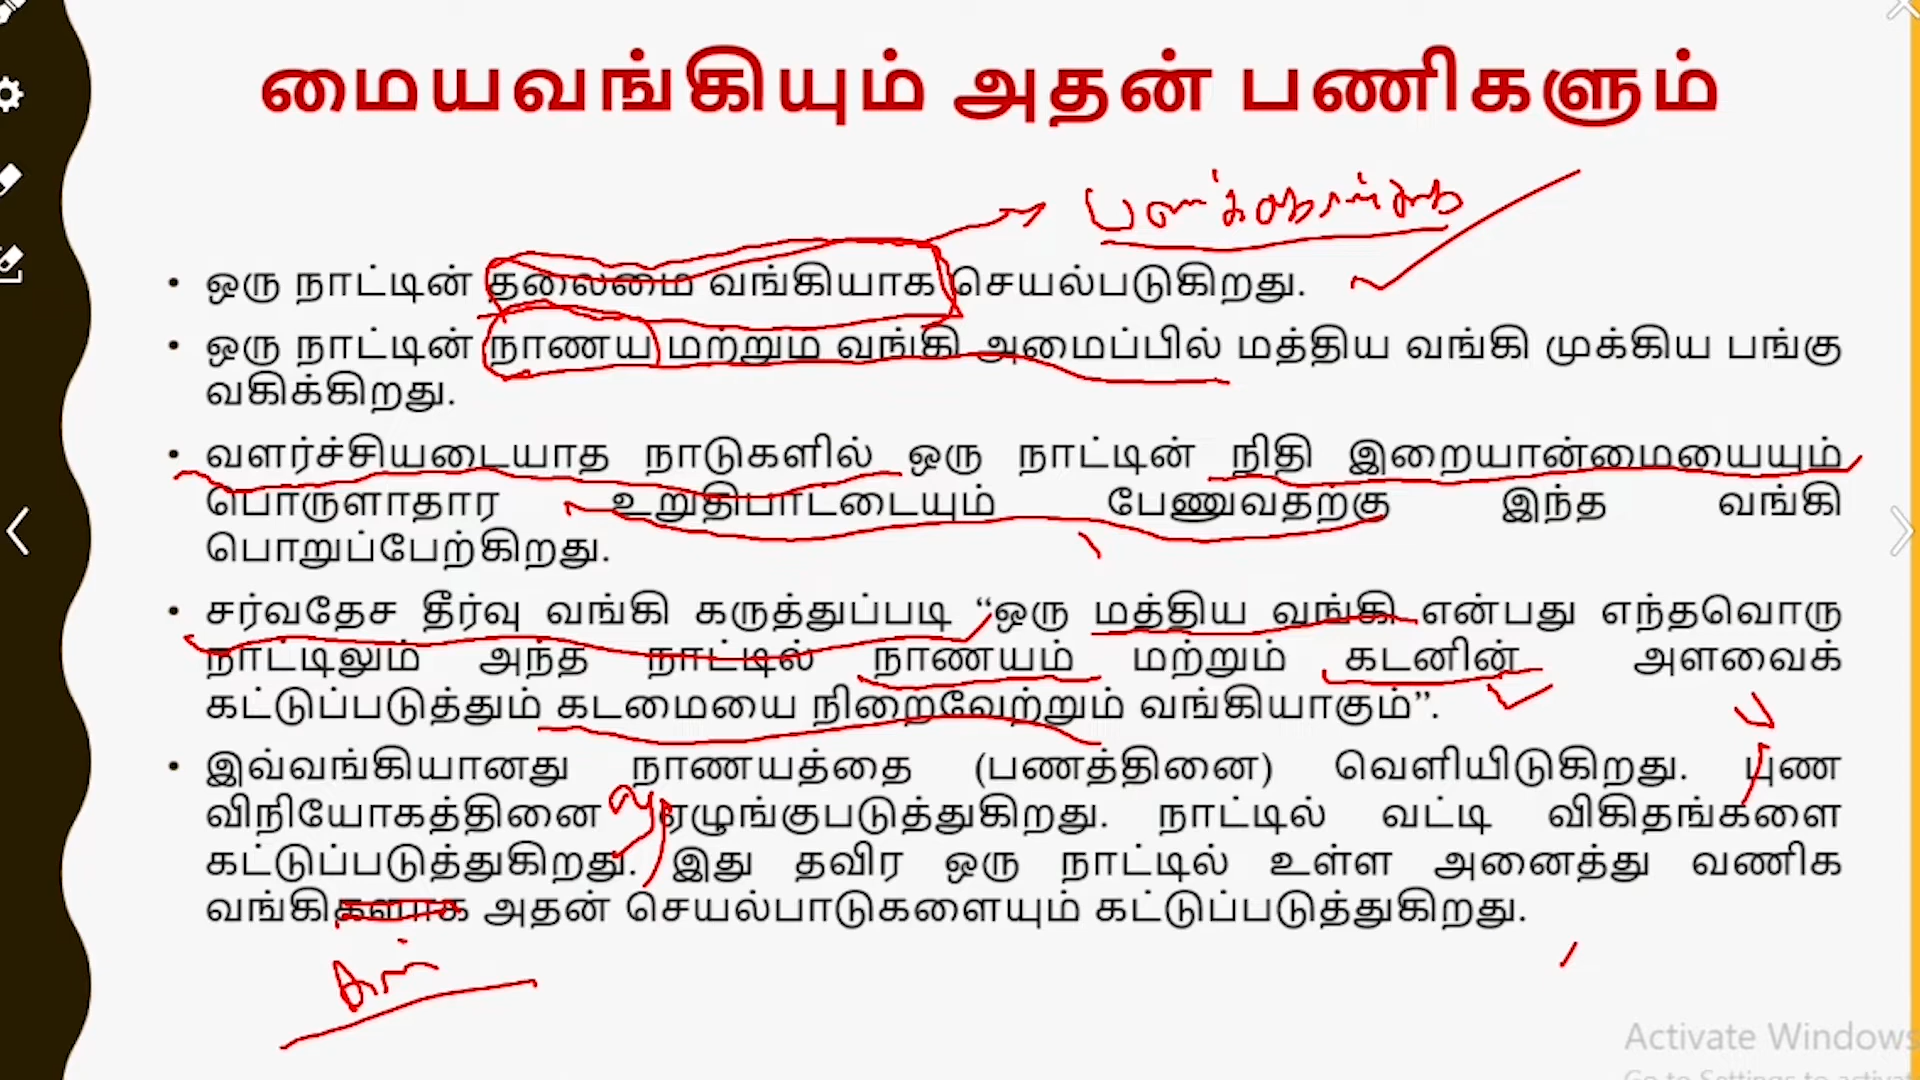 மையவங்கியும் அதன் பணிகளும்
• ஒரு நாட்டின் தலைமை வங்கியாக செயல்படுகிறது.
• ஒரு நாட்டின் நாணய மற்றும் வங்கி அமைப்பில் மத்திய வங்கி முக்கிய பங்கு
வகிக்கிறது.
• வளர்ச்சியடையாத நாடுகளில் ஒரு நாட்டின் நிதி இறையான்மையையும்
பொருளாதார உறுதிபாட்டையும் பேணுவதற்கு இந்த வங்கி
பொறுப்பேற்கிறது.
• சர்வதேச தீர்வு வங்கி கருத்துப்படி “ஒரு மத்திய வங்கி என்பது எந்தவொரு
நாட்டிலும் அந்த நாட்டில் நாணயம் மற்றும் கடனின் அளவைக்
கட்டுப்படுத்தும் கடமையை நிறைவேற்றும் வங்கியாகும்”.
• இவ்வங்கியானது நாணயத்தை (பணத்தினை) வெளியிடுகிறது. பண
விநியோகத்தினை ஏழுங்குபடுத்துகிறது. நாட்டில் வட்டி விகிதங்களை
கட்டுப்படுத்துகிறது. இது தவிர ஒரு நாட்டில் உள்ள அனைத்து வணிக
வங்கிகளாக அதன் செயல்பாடுகளையும் கட்டுப்படுத்துகிறது.
Activate Windows